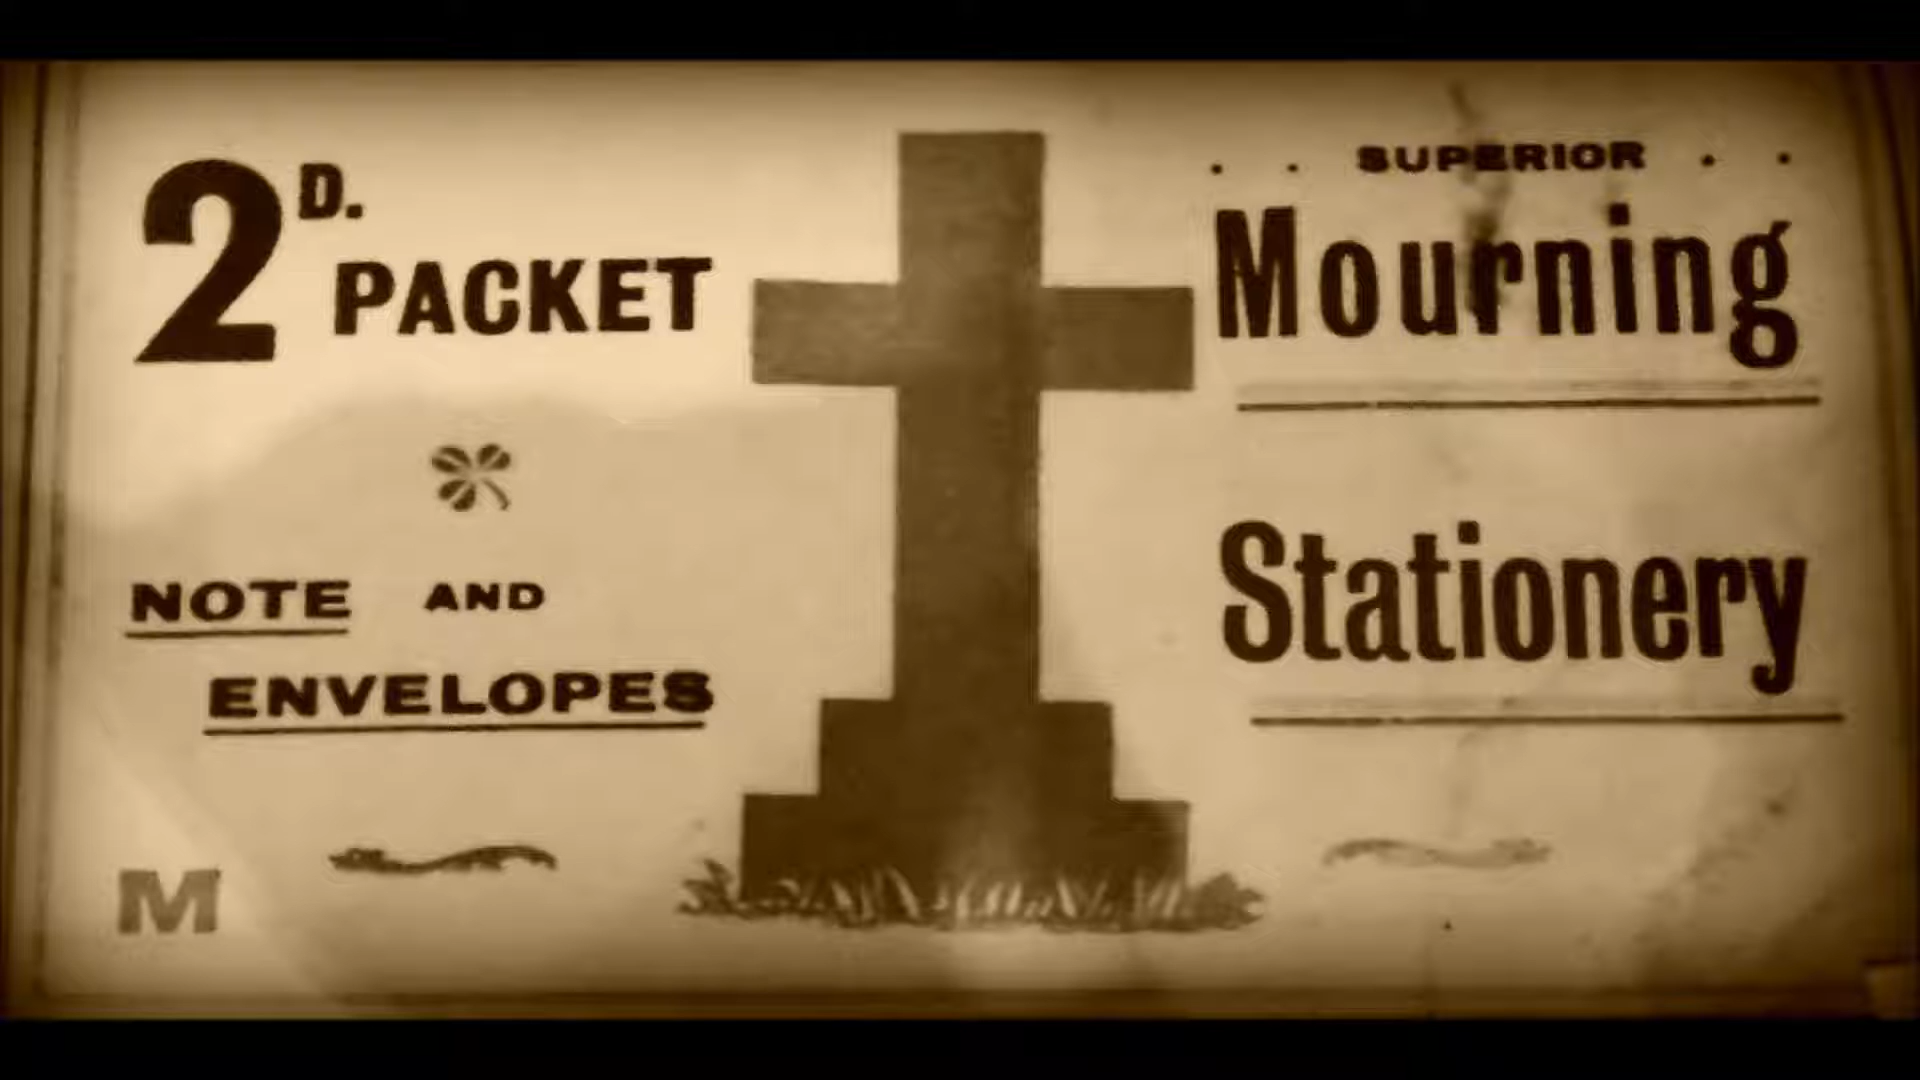 2D. PACKET
NOTE AND
ENVELOPES
M
. . SUPERIOR . .
Mourning
Stationery